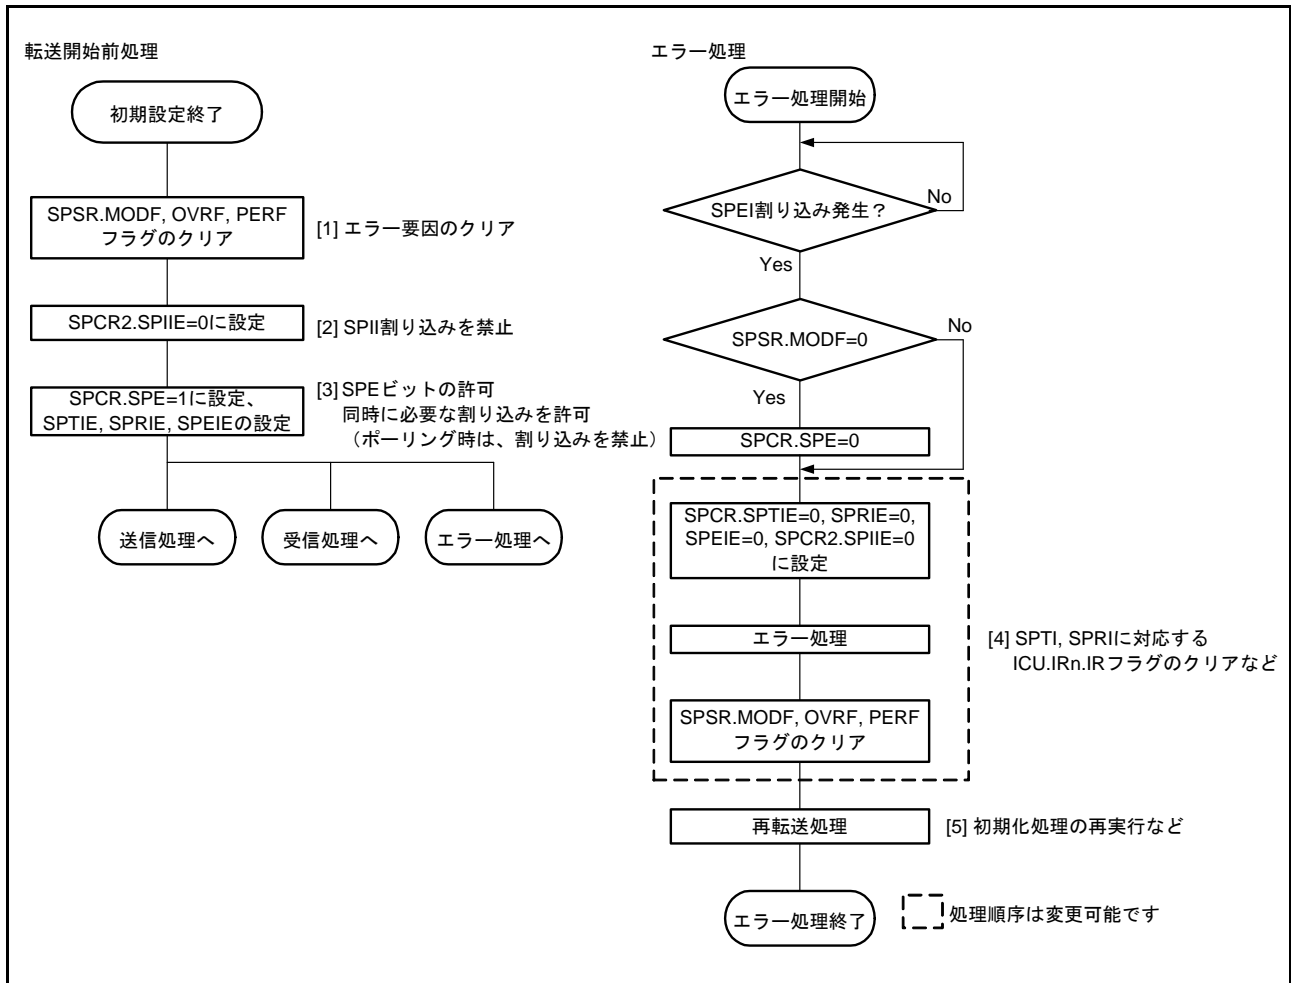 転送開始前処理
初期設定終了
SPSR.MODF, OVRF, PERF
フラグのクリア
[1] エラー要因のクリア
SPCR2.SPIIE=0に設定
[2] SPII割り込みを禁止
SPCR.SPE=1に設定、
SPTIE, SPRIE, SPEIEの設定
[3] SPEビットの許可
同時に必要な割り込みを許可
（ポーリング時は、割り込みを禁止）
送信処理へ
受信処理へ
エラー処理へ
エラー処理
エラー処理開始
SPEI割り込み発生？
No
Yes
SPSR.MODF=0
No
Yes
SPCR.SPE=0
SPCR.SPTIE=0, SPRIE=0,
SPEIE=0, SPCR2.SPIIE=0
に設定
エラー処理
[4] SPTI, SPRIに対応する
ICU.IRn.IRフラグのクリアなど
SPSR.MODF, OVRF, PERF
フラグのクリア
再転送処理
[5] 初期化処理の再実行など
エラー処理終了
処理順序は変更可能です